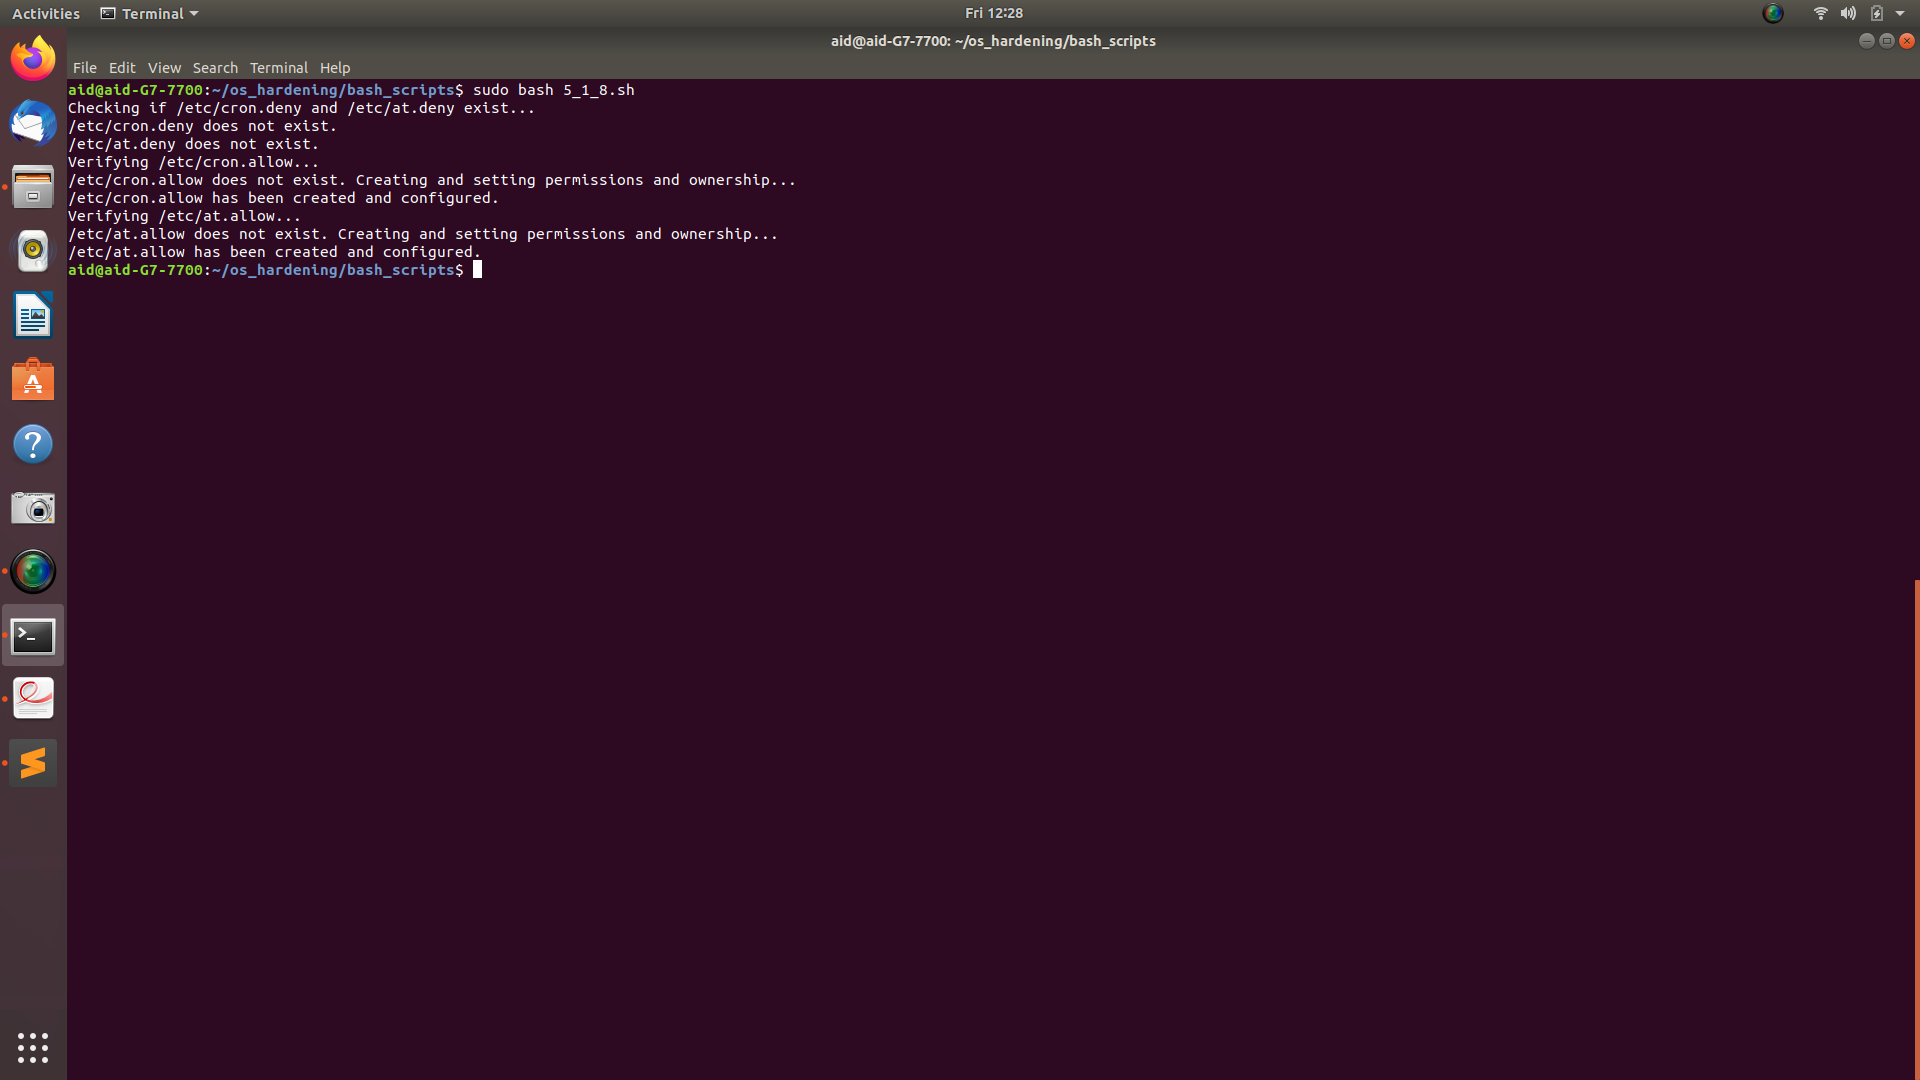 Activities Terminal Fri 12:28
aid@aid-G7-7700: ~/os_hardening/bash_scripts
File Edit View Search Terminal Help
aid@aid-G7-7700:~/os_hardening/bash_scripts$ sudo bash 5_1_8.sh
Checking if /etc/cron.deny and /etc/at.deny exist...
/etc/cron.deny does not exist.
/etc/at.deny does not exist.
Verifying /etc/cron.allow...
/etc/cron.allow does not exist. Creating and setting permissions and ownership...
/etc/cron.allow has been created and configured.
Verifying /etc/at.allow...
/etc/at.allow does not exist. Creating and setting permissions and ownership...
/etc/at.allow has been created and configured.
aid@aid-G7-7700:~/os_hardening/bash_scripts$